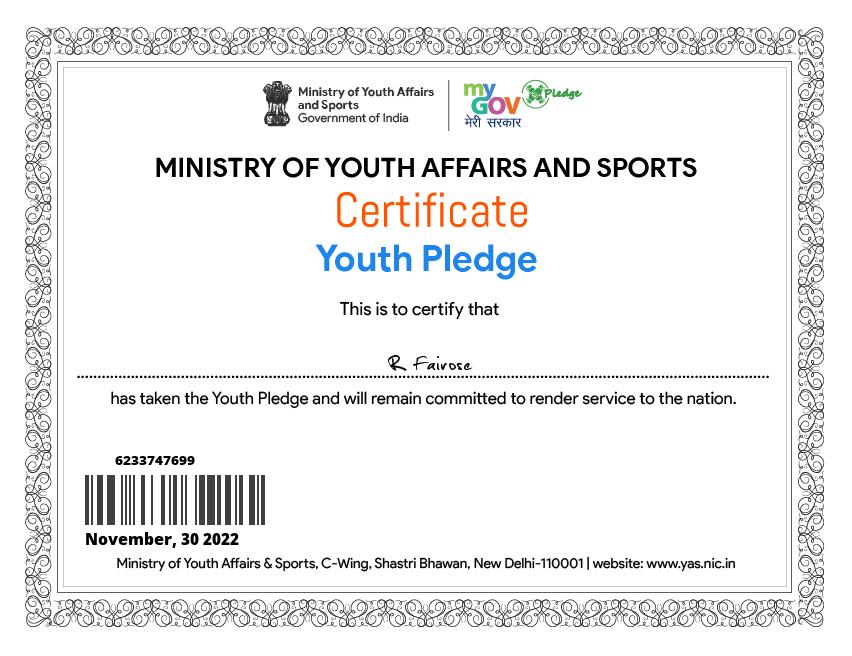 Ministry of Youth Affairs
and Sports
Government of India
my
GOV
मेरी सरकार
Pledge
MINISTRY OF YOUTH AFFAIRS AND SPORTS
Certificate
Youth Pledge
This is to certify that
R Fairose
has taken the Youth Pledge and will remain committed to render service to the nation.
6233747699
November, 30 2022
Ministry of Youth Affairs & Sports, C-Wing, Shastri Bhawan, New Delhi-110001 | website: www.yas.nic.in